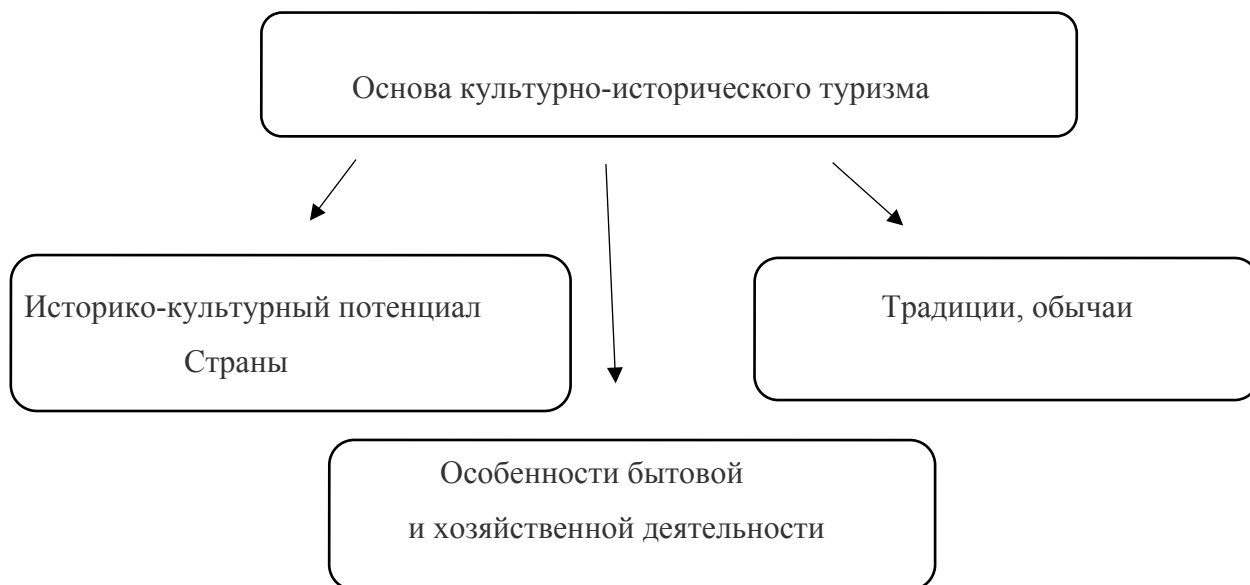 Основа культурно-исторического туризма
Историко-культурный потенциал
Страны
Традиции, обычаи
Особенности бытовой
и хозяйственной деятельности